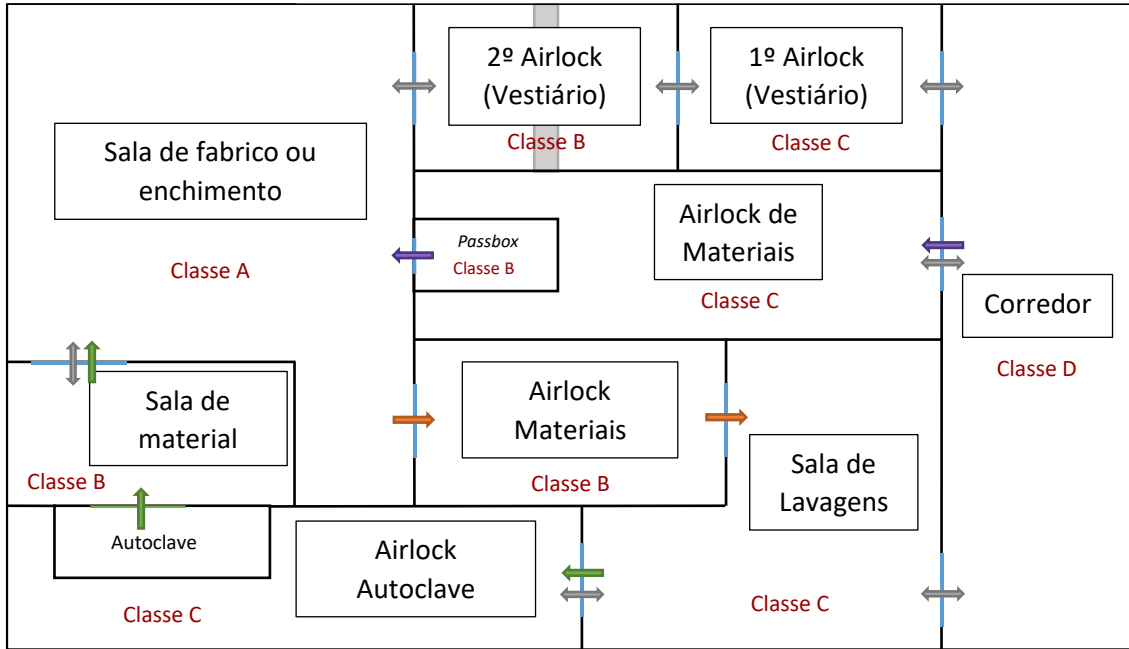 2º Airlock
(Vestiário)
Classe B
1º Airlock
(Vestiário)
Classe C
Sala de fabrico ou
enchimento
Classe A
Passbox
Classe B
Airlock de
Materiais
Classe C
Corredor
Classe D
Sala de
material
Classe B
Airlock
Materiais
Classe B
Sala de
Lavagens
Classe C
Autoclave
Airlock
Autoclave
Classe C